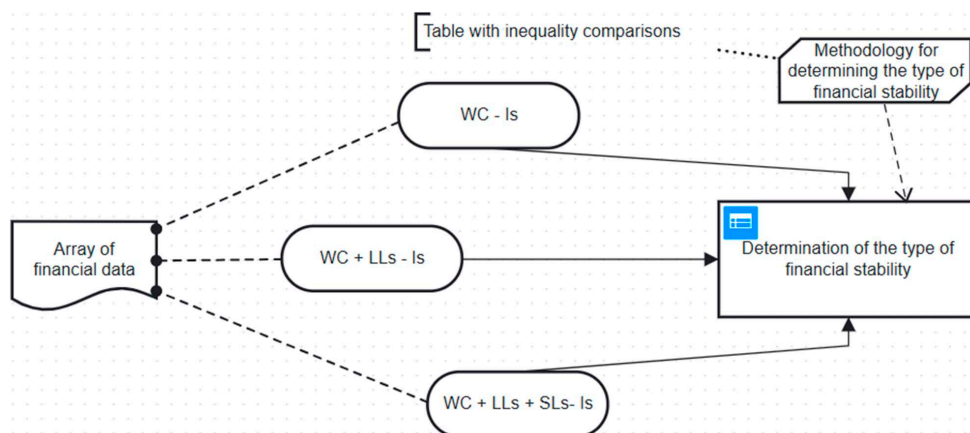 Table with inequality comparisons
Methodology for
determining the type of
financial stability
WC - Is
Array of
financial data
WC + LLs - Is
Determination of the type of
financial stability
WC + LLs + SLs- Is